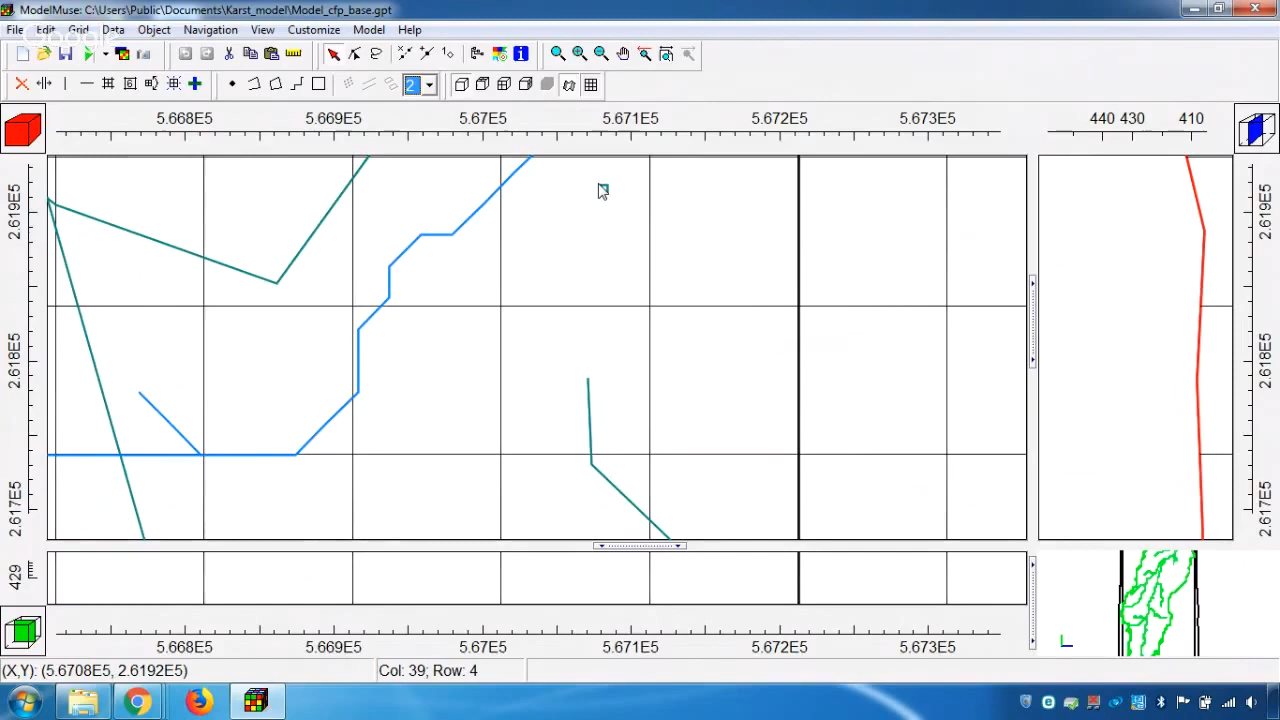 ModelMuse: C:\Users\Public\Documents\Karst_model\Model_cfp_base.gpt
File Edit Grid Data Object Navigation View Customize Model Help
Google
2
5.668E5 5.669E5 5.67E5 5.671E5 5.672E5 5.673E5
440 430 410
2.619E5
2.618E5
2.617E5
2.619E5
2.618E5
2.617E5
429
5.668E5 5.669E5 5.67E5 5.671E5 5.672E5 5.673E5
(X,Y): (5.6708E5, 2.6192E5) Col: 39; Row: 4